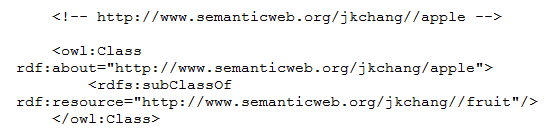 <!-- http://www.semanticweb.org/jkchang//apple -->
<owl:Class
rdf:about="http://www.semanticweb.org/jkchang/apple">
<rdfs:subClassOf
rdf:resource="http://www.semanticweb.org/jkchang//fruit"/>
</owl:Class>